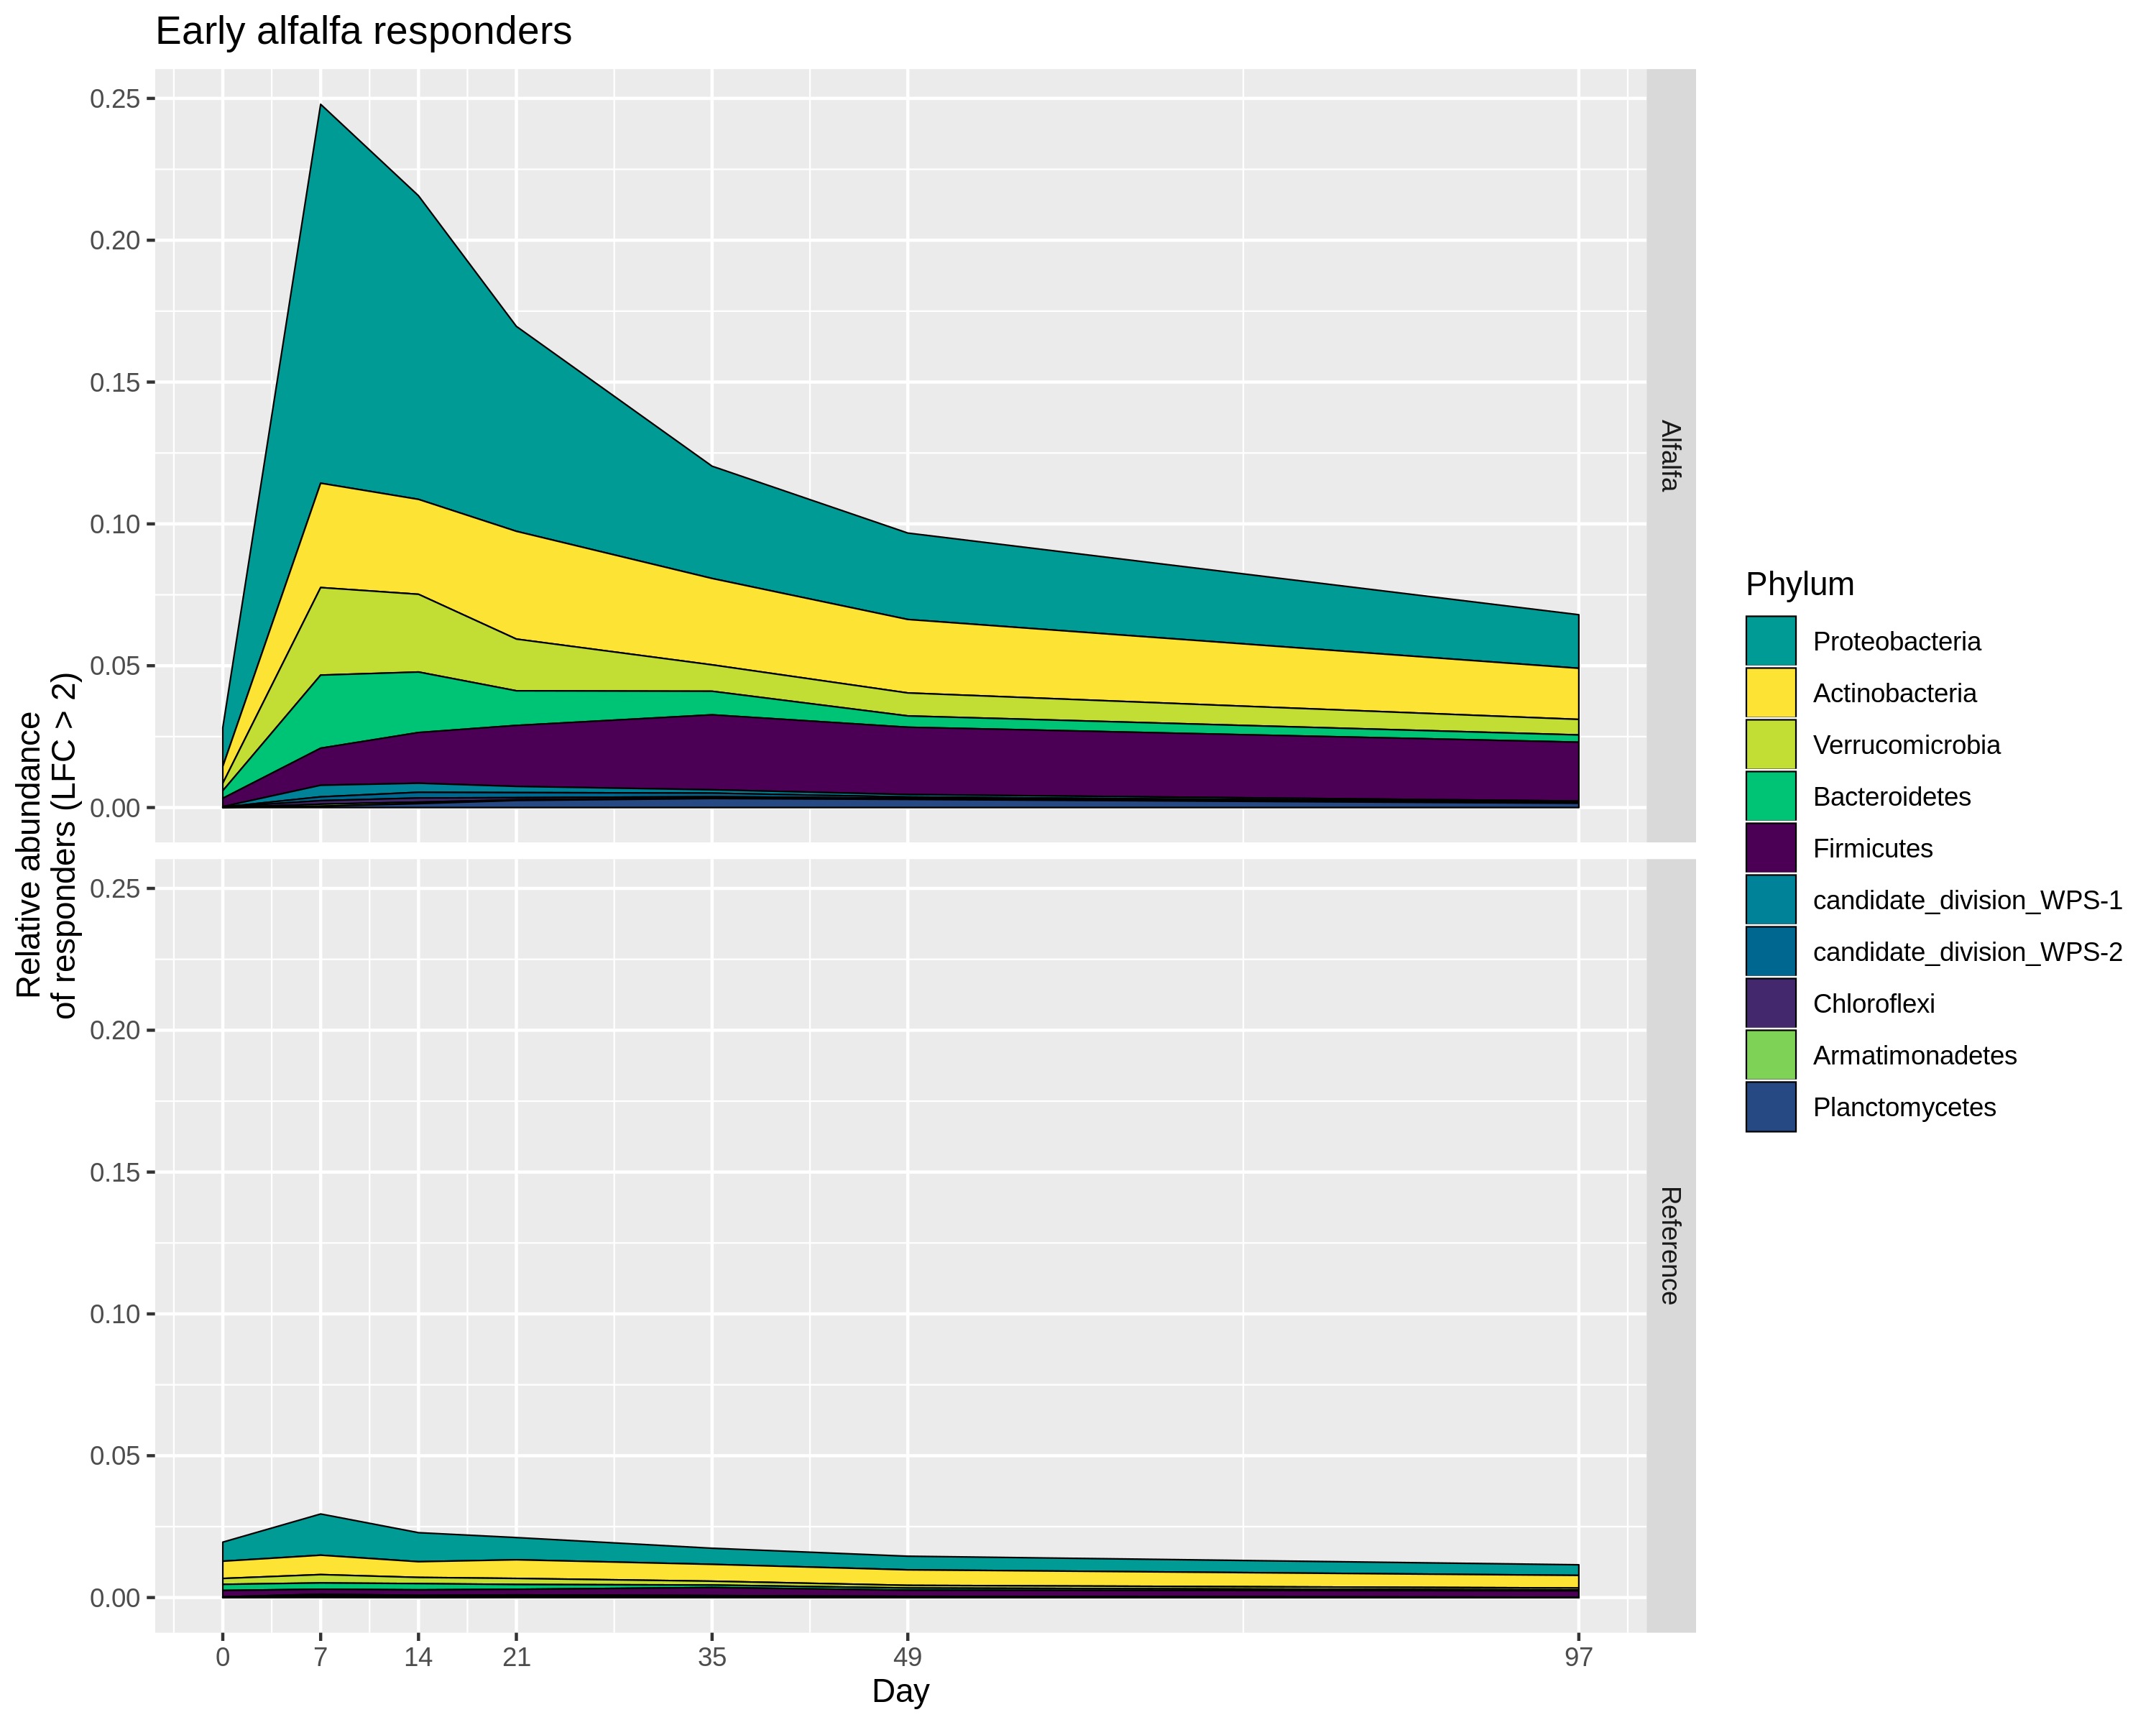 Early alfalfa responders
Relative abundance
of responders (LFC > 2)
0.25
0.20
0.15
0.10
0.05
0.00
Alfalfa
0.25
0.20
0.15
0.10
0.05
0.00
Reference
0 7 14 21 35 49 97
Day
Phylum
Proteobacteria
Actinobacteria
Verrucomicrobia
Bacteroidetes
Firmicutes
candidate_division_WPS-1
candidate_division_WPS-2
Chloroflexi
Armatimonadetes
Planctomycetes